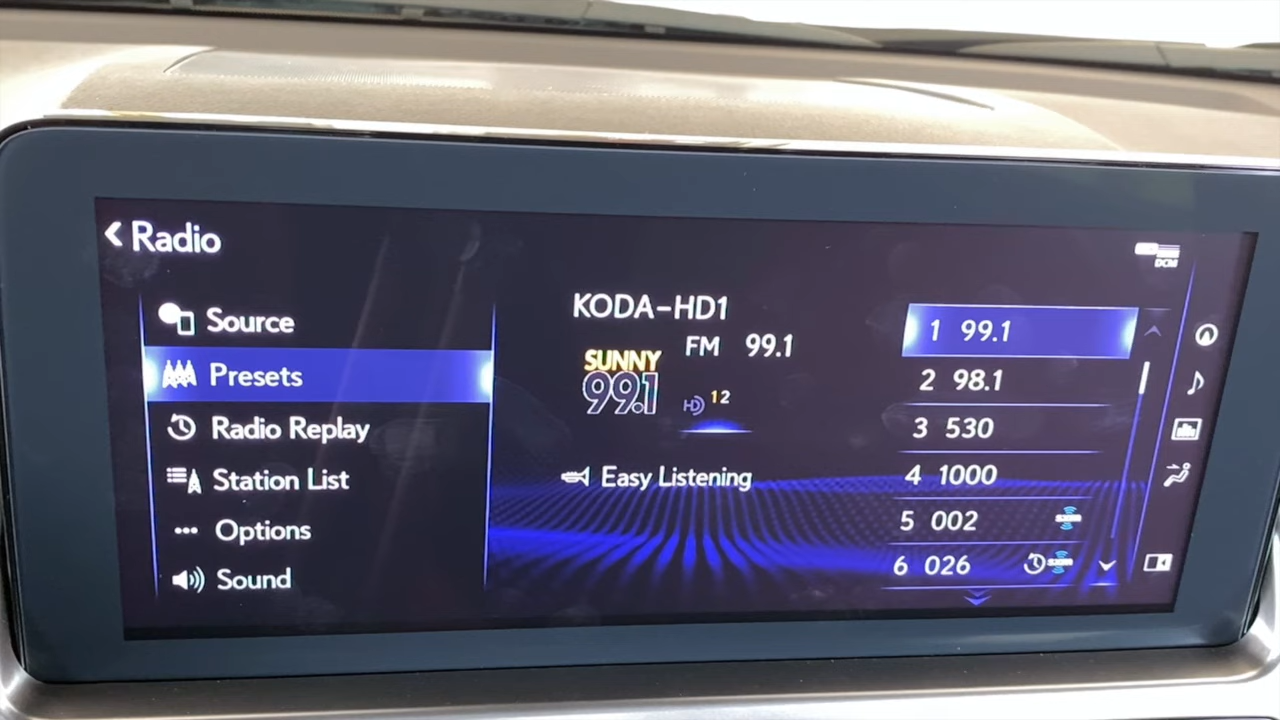 Radio
DCM
Source
Presets
Radio Replay
Station List
Options
Sound
KODA-HD1
SUNNY
99.1
FM 99.1
HD 12
Easy Listening
1 99.1
2 98.1
3 530
4 1000
5 002
6 026